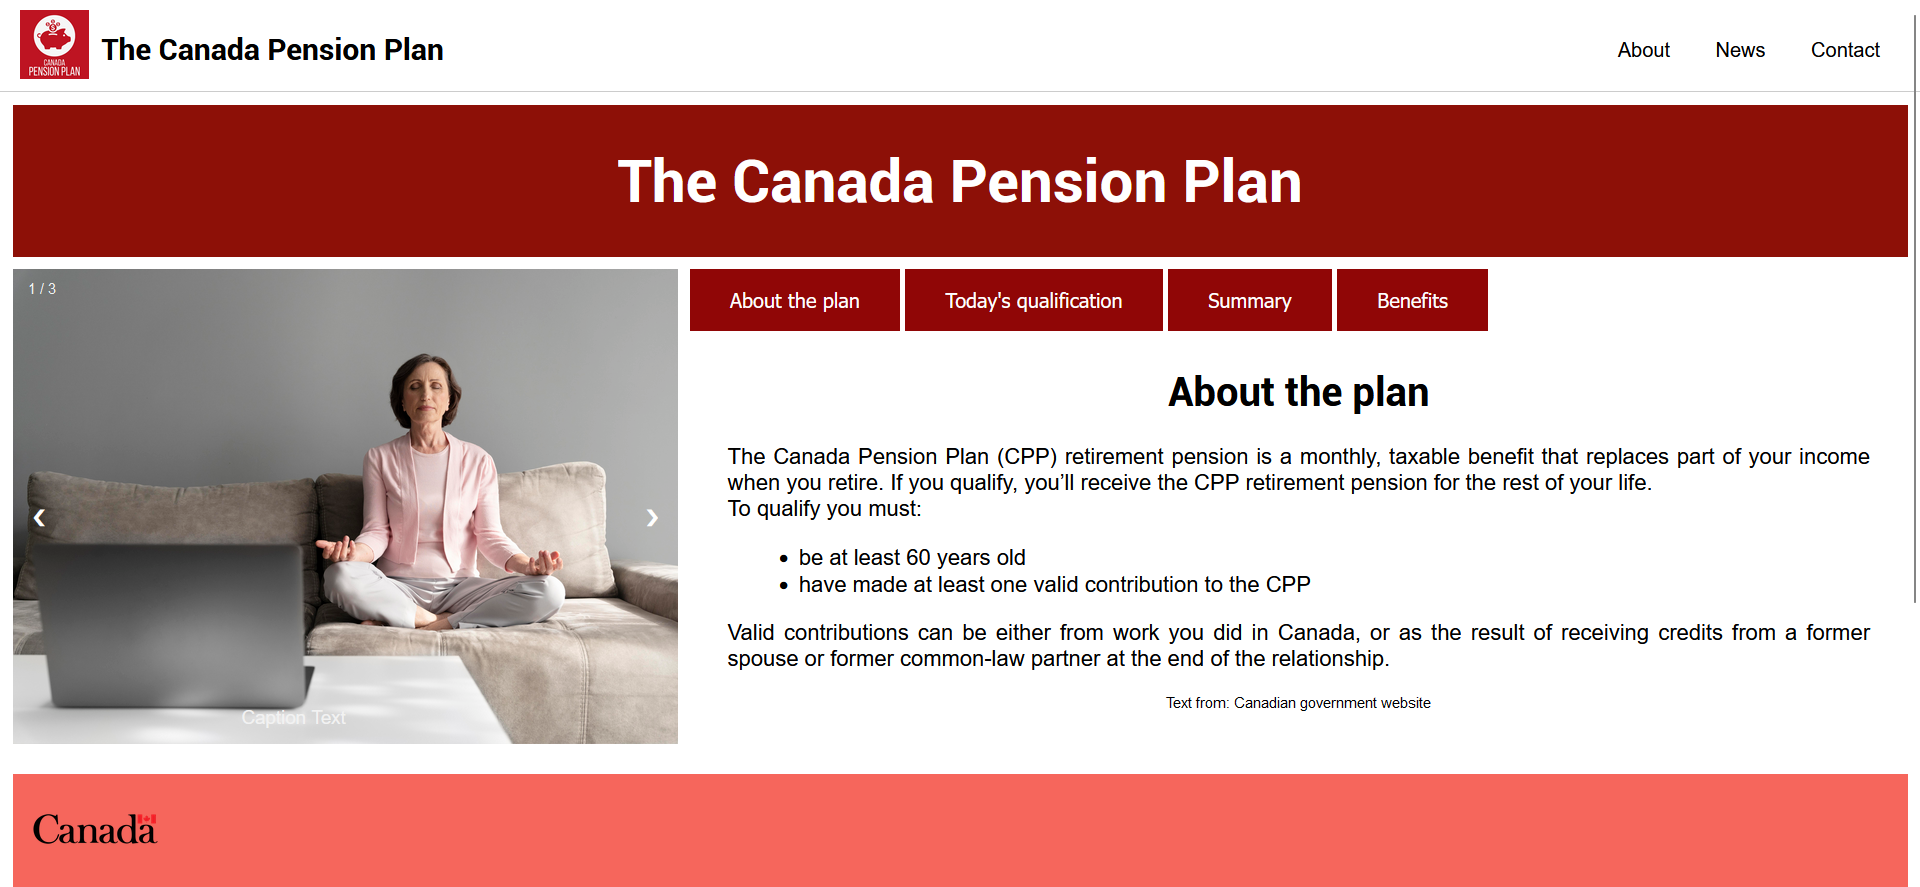 CANADA
PENSION PLAN
The Canada Pension Plan
About
News
Contact
The Canada Pension Plan
1 / 3
❮
❯
Caption Text
About the plan
Today's qualification
Summary
Benefits
About the plan
The Canada Pension Plan (CPP) retirement pension is a monthly, taxable benefit that replaces part of your income
when you retire. If you qualify, you’ll receive the CPP retirement pension for the rest of your life.
To qualify you must:
• be at least 60 years old
• have made at least one valid contribution to the CPP
Valid contributions can be either from work you did in Canada, or as the result of receiving credits from a former
spouse or former common-law partner at the end of the relationship.
Text from: Canadian government website
Canada